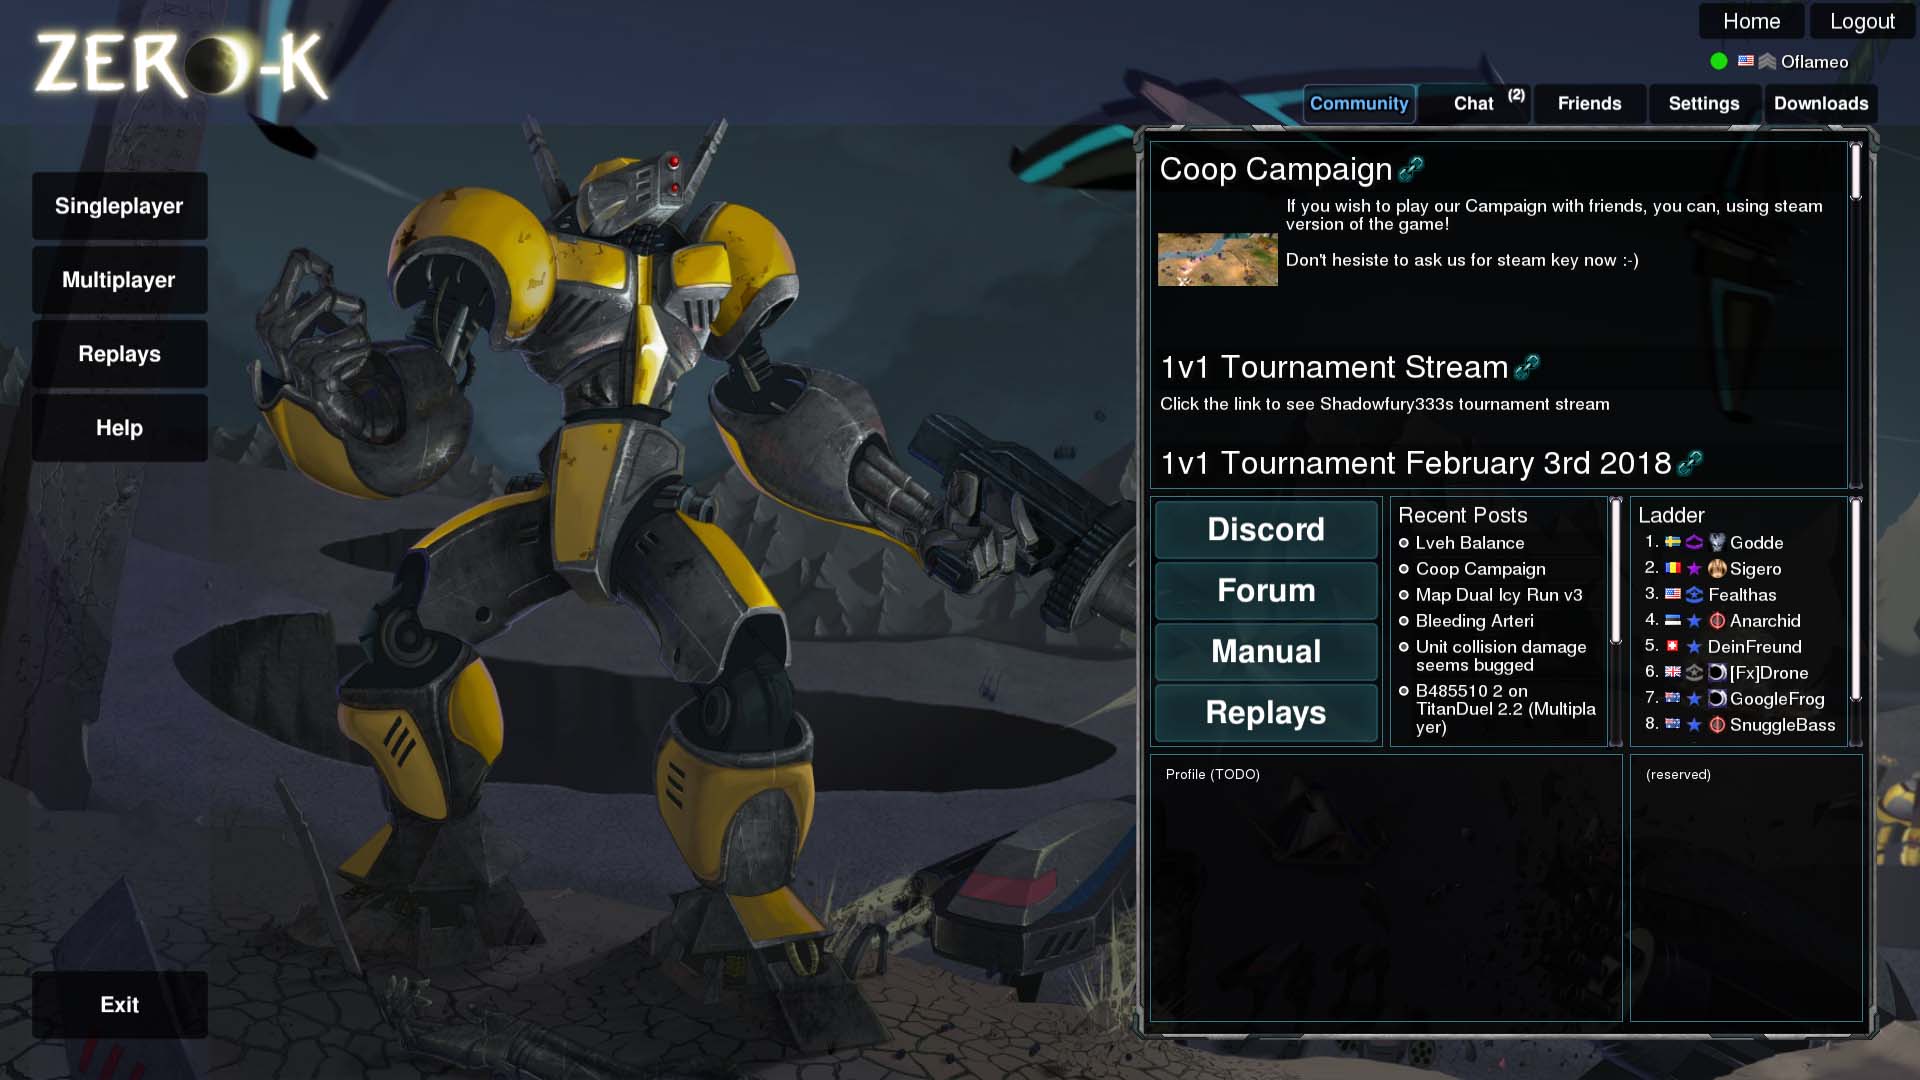 ZERO-K
Home
Logout
Oflameo
Community
Chat
(2)
Friends
Settings
Downloads
Singleplayer
Multiplayer
Replays
Help
Exit
Coop Campaign
If you wish to play our Campaign with friends, you can, using steam
version of the game!
Don't hesiste to ask us for steam key now :-)
1v1 Tournament Stream
Click the link to see Shadowfury333s tournament stream
1v1 Tournament February 3rd 2018
Discord
Forum
Manual
Replays
Recent Posts
Lveh Balance
Coop Campaign
Map Dual Icy Run v3
Bleeding Arteri
Unit collision damage
seems bugged
B485510 2 on
TitanDuel 2.2 (Multipla
yer)
Ladder
1. Godde
2. Sigero
3. Fealthas
4. Anarchid
5. DeinFreund
6. [Fx]Drone
7. GoogleFrog
8. SnuggleBass
Profile (TODO)
(reserved)